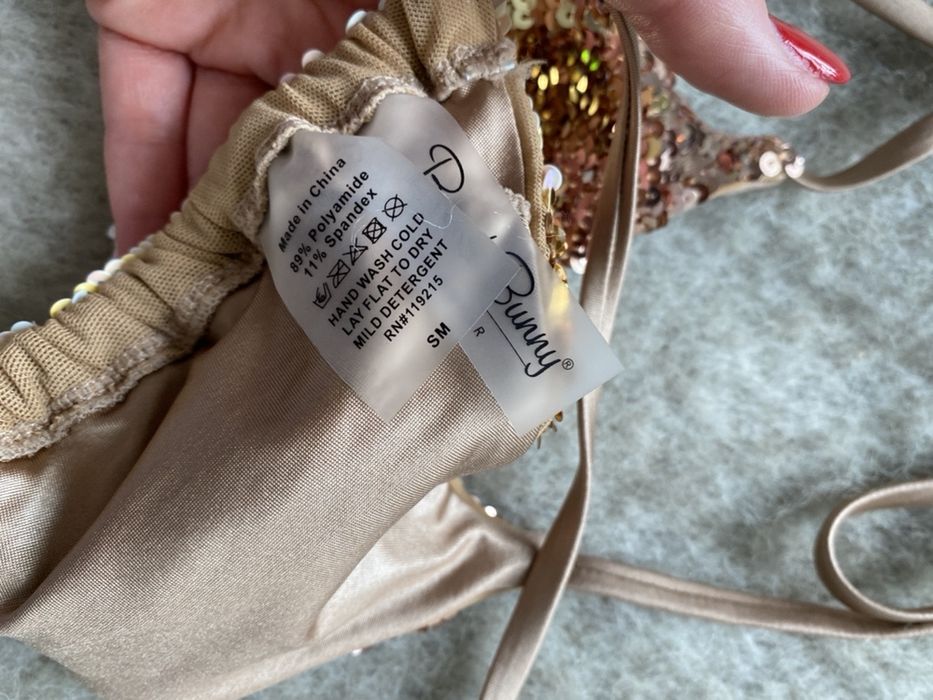 Made in China
89% Polyamide
11% Spandex
HAND WASH COLD
LAY FLAT TO DRY
MILD DETERGENT
RN#119215
SM
Bunny®
R